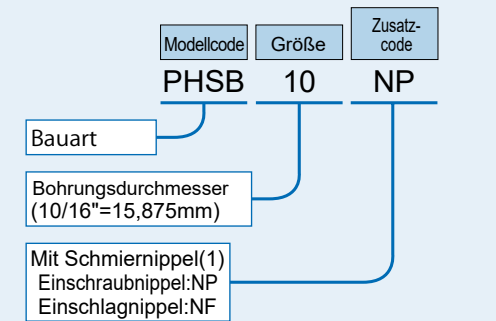 Modellcode Größe Zusatz-
code
PHSB 10 NP
Bauart
Bohrungsdurchmesser
(10/16"=15,875mm)
Mit Schmiernippel(1)
Einschraubnippel:NP
Einschlagnippel:NF